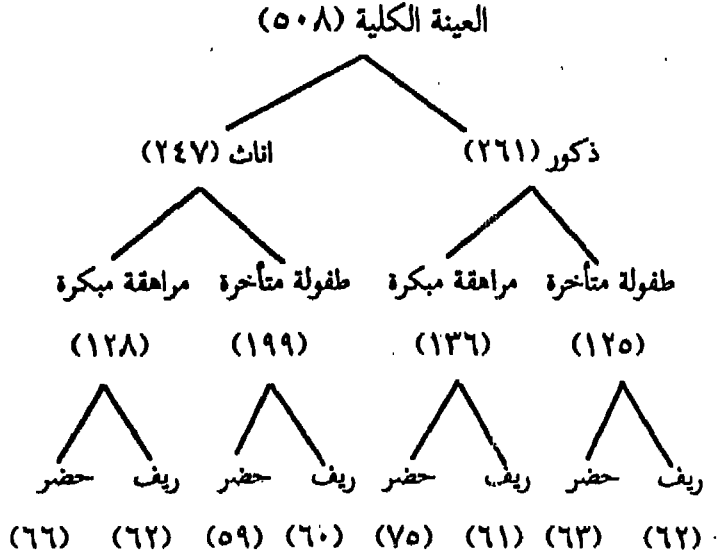 العينة الكلية (٥٠٨)
ذكور (٢٦١) اناث (٢٤٧)
طفولة متأخرة مراهقة مبكرة طفولة متأخرة مراهقة مبكرة
(١٢٥) (١٣٦) (١٩٩) (١٢٨)
ريف حضر ريف حضر ريف حضر ريف حضر
(٦٢) (٦٣) (٦١) (٧٥) (٦٠) (٥٩) (٦٢) (٦٦)